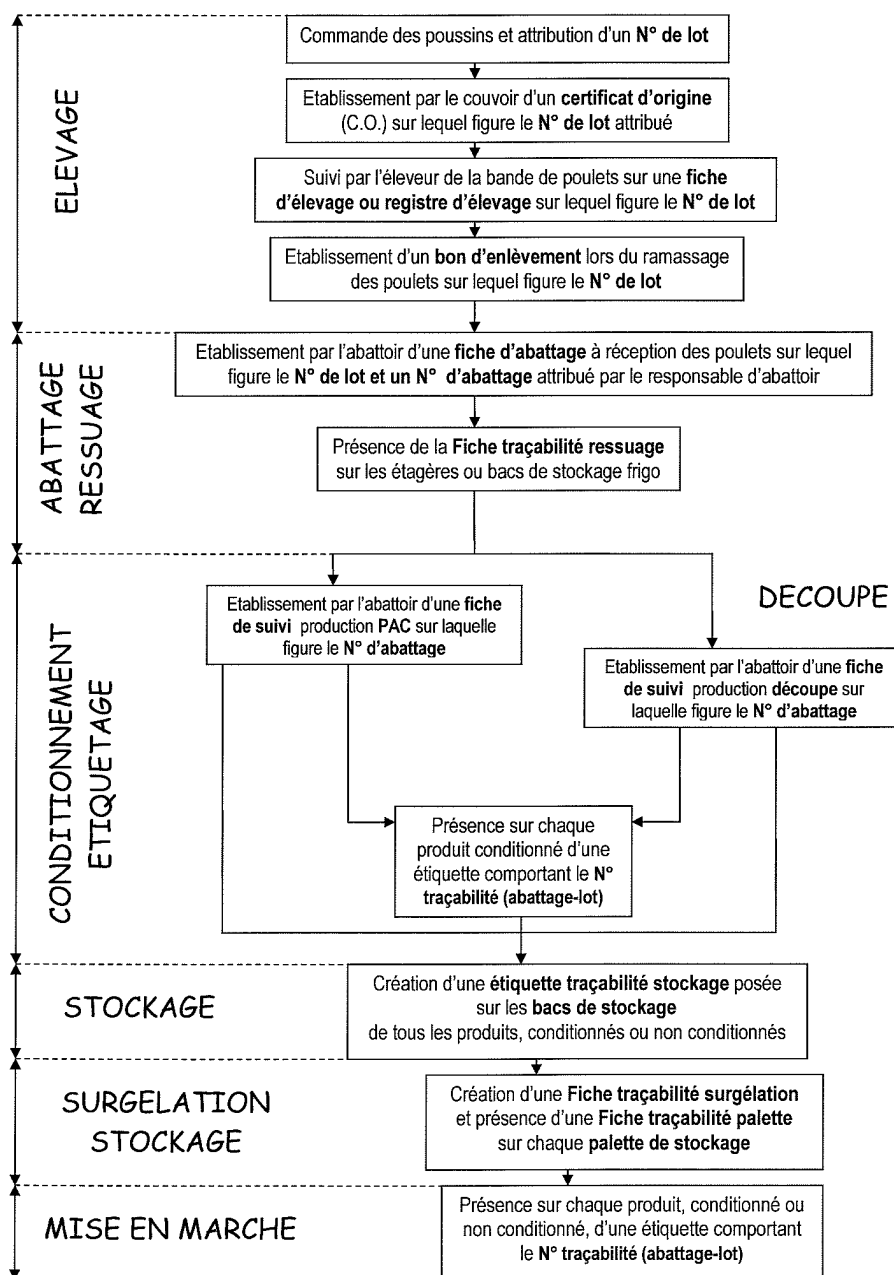 Commande des poussins et attribution d'un N° de lot
Etablissement par le couvoir d'un certificat d'origine
(C.O.) sur lequel figure le N° de lot attribué
ELEVAGE
Suivi par l'éleveur de la bande de poulets sur une fiche
d'élevage ou registre d'élevage sur lequel figure le N° de lot
Etablissement d'un bon d'enlèvement lors du ramassage
des poulets sur lequel figure le N° de lot
ABATTAGE
RESSUAGE
Etablissement par l'abattoir d'une fiche d'abattage à réception des poulets sur lequel
figure le N° de lot et un N° d'abattage attribué par le responsable d'abattoir
Présence de la Fiche traçabilité ressuage
sur les étagères ou bacs de stockage frigo
CONDITIONNEMENT
ETIQUETAGE
Etablissement par l'abattoir d'une fiche
de suivi production PAC sur laquelle
figure le N° d'abattage
DECOUPE
Etablissement par l'abattoir d'une fiche
de suivi production découpe sur
laquelle figure le N° d'abattage
Présence sur chaque
produit conditionné d'une
étiquette comportant le N°
traçabilité (abattage-lot)
STOCKAGE
Création d'une étiquette traçabilité stockage posée
sur les bacs de stockage
de tous les produits, conditionnés ou non conditionnés
SURGELATION
STOCKAGE
Création d'une Fiche traçabilité surgélation
et présence d'une Fiche traçabilité palette
sur chaque palette de stockage
MISE EN MARCHE
Présence sur chaque produit, conditionné ou
non conditionné, d'une étiquette comportant
le N° traçabilité (abattage-lot)